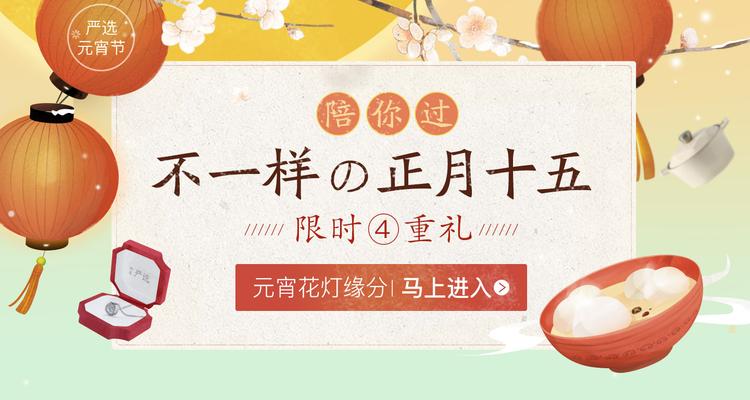 严选
元宵节
陪你过
不一样の正月十五
限时④重礼
元宵花灯缘分 马上进入
严选